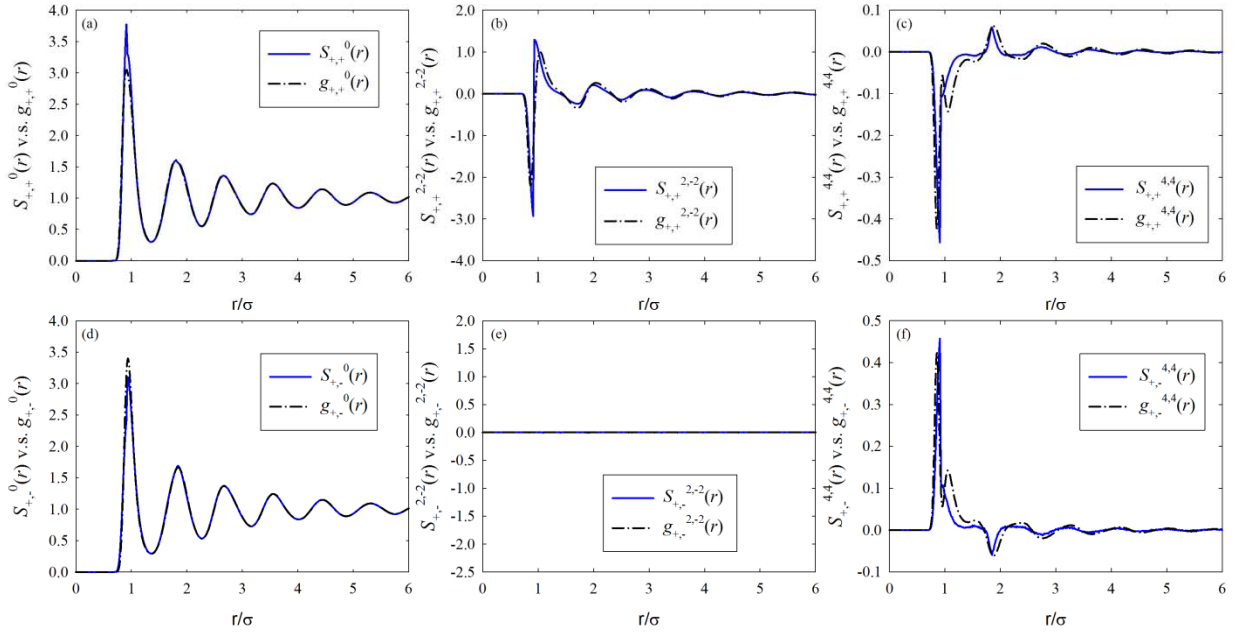 (a)
S+,+^0(r)
g+,+^0(r)
S+,+^0(r) v.s. g+,+^0(r)
4.0
3.5
3.0
2.5
2.0
1.5
1.0
0.5
0.0
0 1 2 3 4 5 6
r/σ
(b)
S+,+^2,-2(r)
g+,+^2,-2(r)
S+,+^2,-2(r) v.s. g+,+^2,-2(r)
2.0
1.0
0.0
-1.0
-2.0
-3.0
-4.0
0 1 2 3 4 5 6
r/σ
(c)
S+,+^4,4(r)
g+,+^4,4(r)
S+,+^4,4(r) v.s. g+,+^4,4(r)
0.1
0.0
-0.1
-0.2
-0.3
-0.4
-0.5
0 1 2 3 4 5 6
r/σ
(d)
S+,-^0(r)
g+,-^0(r)
S+,-^0(r) v.s. g+,-^0(r)
4.0
3.5
3.0
2.5
2.0
1.5
1.0
0.5
0.0
0 1 2 3 4 5 6
r/σ
(e)
S+,-^2,-2(r)
g+,-^2,-2(r)
S+,-^2,-2(r) v.s. g+,-^2,-2(r)
2.0
1.5
1.0
0.5
0.0
-0.5
-1.0
-1.5
-2.0
-2.5
0 1 2 3 4 5 6
r/σ
(f)
S+,-^4,4(r)
g+,-^4,4(r)
S+,-^4,4(r) v.s. g+,-^4,4(r)
0.5
0.4
0.3
0.2
0.1
0.0
-0.1
0 1 2 3 4 5 6
r/σ